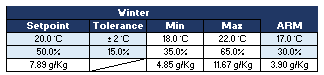 Winter
Setpoint Tolerance Min Max ARM
20.0 °C ± 2 °C 18.0 °C 22.0 °C 17.0 °C
50.0% 15.0% 35.0% 65.0% 30.0%
7.89 g/Kg 4.85 g/Kg 11.67 g/Kg 3.90 g/Kg